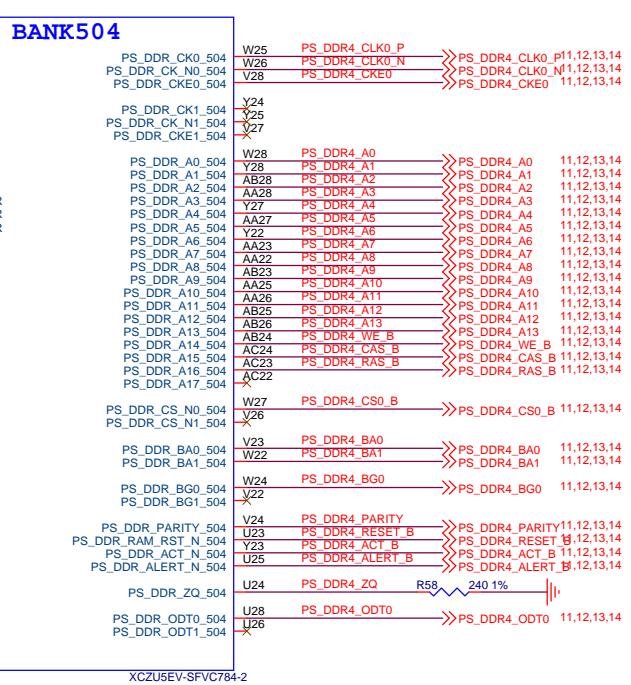 BANK504
PS_DDR_CK0_504 W25 PS_DDR4_CLK0_P PS_DDR4_CLK0_P 11,12,13,14
PS_DDR_CK_N0_504 W26 PS_DDR4_CLK0_N PS_DDR4_CLK0_N 11,12,13,14
PS_DDR_CKE0_504 V28 PS_DDR4_CKE0 PS_DDR4_CKE0 11,12,13,14
PS_DDR_CK1_504 Y24
PS_DDR_CK_N1_504 Y25
PS_DDR_CKE1_504 V27
PS_DDR_A0_504 W28 PS_DDR4_A0 PS_DDR4_A0 11,12,13,14
PS_DDR_A1_504 Y28 PS_DDR4_A1 PS_DDR4_A1 11,12,13,14
PS_DDR_A2_504 AB28 PS_DDR4_A2 PS_DDR4_A2 11,12,13,14
PS_DDR_A3_504 AA28 PS_DDR4_A3 PS_DDR4_A3 11,12,13,14
PS_DDR_A4_504 Y27 PS_DDR4_A4 PS_DDR4_A4 11,12,13,14
PS_DDR_A5_504 AA27 PS_DDR4_A5 PS_DDR4_A5 11,12,13,14
PS_DDR_A6_504 Y22 PS_DDR4_A6 PS_DDR4_A6 11,12,13,14
PS_DDR_A7_504 AA23 PS_DDR4_A7 PS_DDR4_A7 11,12,13,14
PS_DDR_A8_504 AA22 PS_DDR4_A8 PS_DDR4_A8 11,12,13,14
PS_DDR_A9_504 AB23 PS_DDR4_A9 PS_DDR4_A9 11,12,13,14
PS_DDR_A10_504 AA25 PS_DDR4_A10 PS_DDR4_A10 11,12,13,14
PS_DDR_A11_504 AA26 PS_DDR4_A11 PS_DDR4_A11 11,12,13,14
PS_DDR_A12_504 AB25 PS_DDR4_A12 PS_DDR4_A12 11,12,13,14
PS_DDR_A13_504 AB26 PS_DDR4_A13 PS_DDR4_A13 11,12,13,14
PS_DDR_A14_504 AB24 PS_DDR4_WE_B PS_DDR4_WE_B 11,12,13,14
PS_DDR_A15_504 AC24 PS_DDR4_CAS_B PS_DDR4_CAS_B 11,12,13,14
PS_DDR_A16_504 AC23 PS_DDR4_RAS_B PS_DDR4_RAS_B 11,12,13,14
PS_DDR_A17_504 AC22
PS_DDR_CS_N0_504 W27 PS_DDR4_CS0_B PS_DDR4_CS0_B 11,12,13,14
PS_DDR_CS_N1_504 V26
PS_DDR_BA0_504 V23 PS_DDR4_BA0 PS_DDR4_BA0 11,12,13,14
PS_DDR_BA1_504 W22 PS_DDR4_BA1 PS_DDR4_BA1 11,12,13,14
PS_DDR_BG0_504 W24 PS_DDR4_BG0 PS_DDR4_BG0 11,12,13,14
PS_DDR_BG1_504 V22
PS_DDR_PARITY_504 V24 PS_DDR4_PARITY PS_DDR4_PARITY 11,12,13,14
PS_DDR_RAM_RST_N_504 U23 PS_DDR4_RESET_B PS_DDR4_RESET_B 11,12,13,14
PS_DDR_ACT_N_504 Y23 PS_DDR4_ACT_B PS_DDR4_ACT_B 11,12,13,14
PS_DDR_ALERT_N_504 U25 PS_DDR4_ALERT_B PS_DDR4_ALERT_B 11,12,13,14
PS_DDR_ZQ_504 U24 PS_DDR4_ZQ R58 240 1%
PS_DDR_ODT0_504 U28 PS_DDR4_ODT0 PS_DDR4_ODT0 11,12,13,14
PS_DDR_ODT1_504 U26
XCZU5EV-SFVC784-2